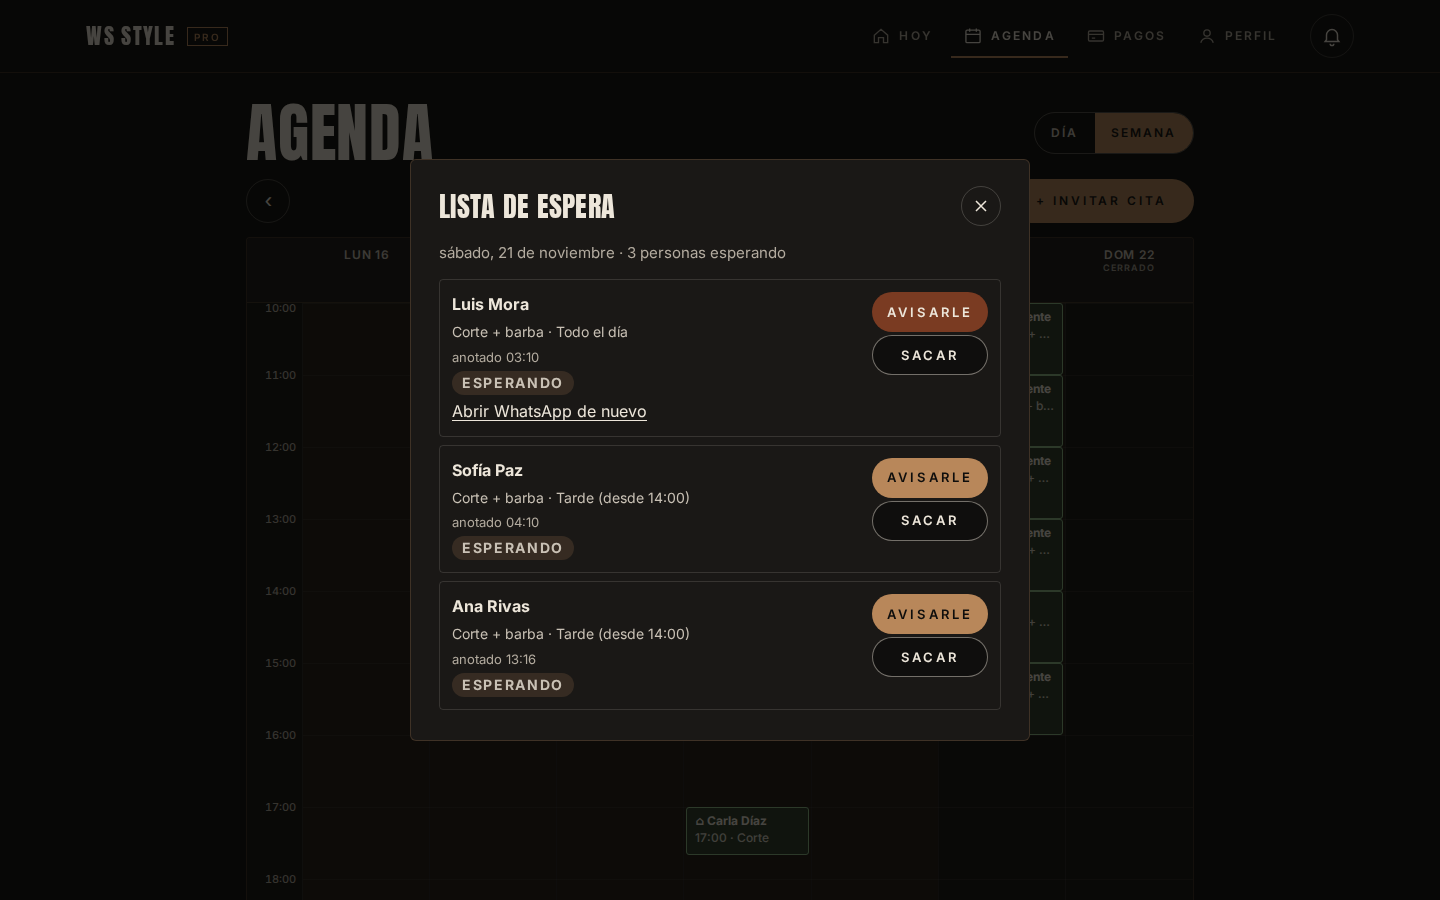 WS STYLE PRO
HOY
AGENDA
PAGOS
PERFIL
AGENDA
DÍA
SEMANA
‹
+ INVITAR CITA
LISTA DE ESPERA
sábado, 21 de noviembre · 3 personas esperando
Luis Mora
Corte + barba · Todo el día
anotado 03:10
ESPERANDO
Abrir WhatsApp de nuevo
AVISARLE
SACAR
Sofía Paz
Corte + barba · Tarde (desde 14:00)
anotado 04:10
ESPERANDO
AVISARLE
SACAR
Ana Rivas
Corte + barba · Tarde (desde 14:00)
anotado 13:16
ESPERANDO
AVISARLE
SACAR
LUN 16
DOM 22
CERRADO
10:00
11:00
12:00
13:00
14:00
15:00
16:00
17:00
18:00
ente
+ ...
ente
+ b...
ente
+ ...
ente
+ ...
+ ...
ente
+ ...
Carla Díaz
17:00 · Corte